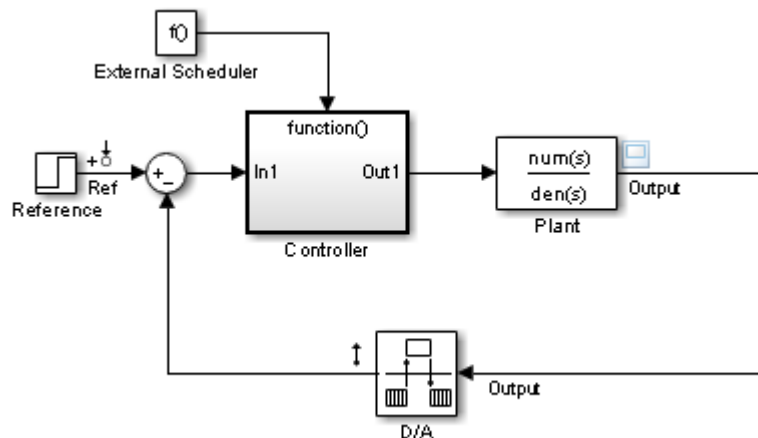 f()
External Scheduler
function()
In1
Out1
num(s)
den(s)
Output
Plant
+
Ref
Reference
+
-
Controller
Output
D/A